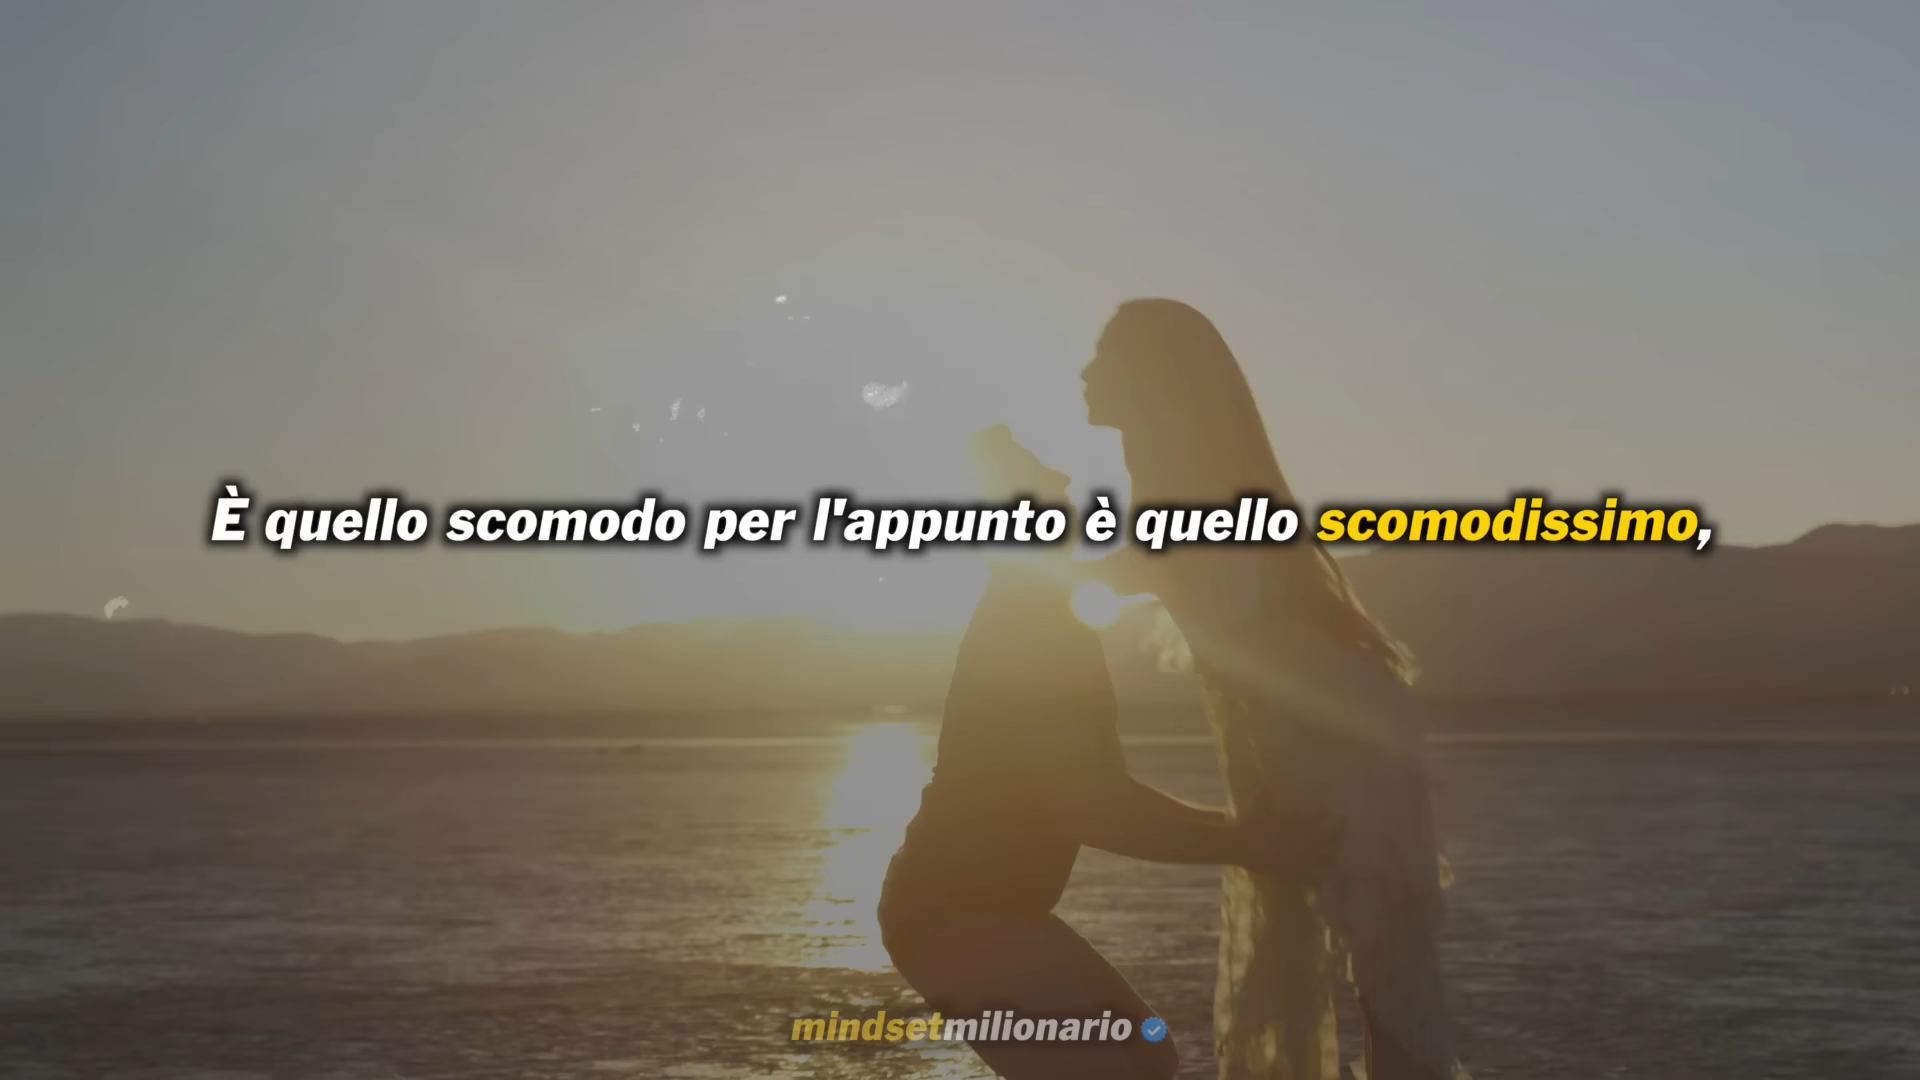 È quello scomodo per l'appunto è quello scomodissimo,
mindsetmilionario